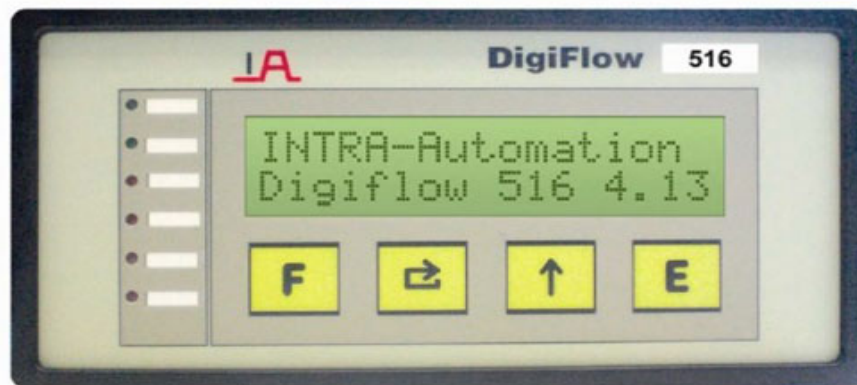 IA
DigiFlow 516
INTRA-Automation
Digiflow 516 4.13
F
E